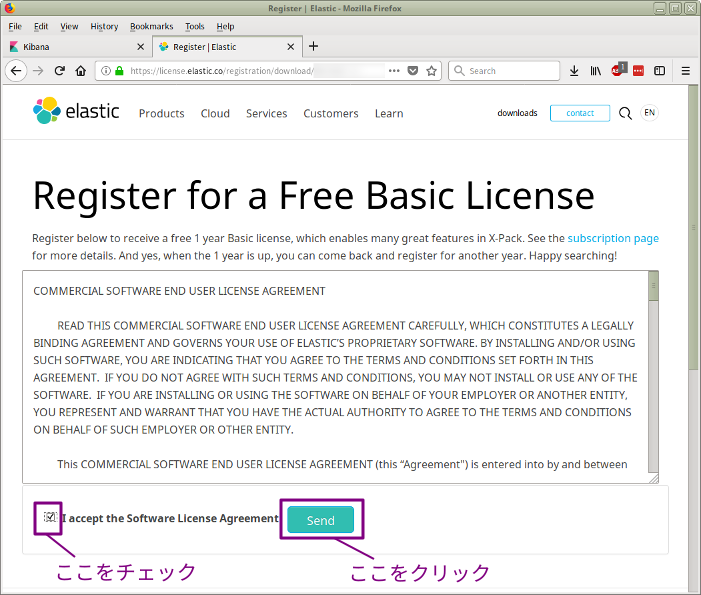 Register | Elastic - Mozilla Firefox
File Edit View History Bookmarks Tools Help
Kibana
Register | Elastic
https://license.elastic.co/registration/download/
Search
elastic
Products Cloud Services Customers Learn
downloads contact EN
Register for a Free Basic License
Register below to receive a free 1 year Basic license, which enables many great features in X-Pack. See the subscription page
for more details. And yes, when the 1 year is up, you can come back and register for another year. Happy searching!
COMMERCIAL SOFTWARE END USER LICENSE AGREEMENT
READ THIS COMMERCIAL SOFTWARE END USER LICENSE AGREEMENT CAREFULLY, WHICH CONSTITUTES A LEGALLY
BINDING AGREEMENT AND GOVERNS YOUR USE OF ELASTIC'S PROPRIETARY SOFTWARE. BY INSTALLING AND/OR USING
SUCH SOFTWARE, YOU ARE INDICATING THAT YOU AGREE TO THE TERMS AND CONDITIONS SET FORTH IN THIS
AGREEMENT.  IF YOU DO NOT AGREE WITH SUCH TERMS AND CONDITIONS, YOU MAY NOT INSTALL OR USE ANY OF THE
SOFTWARE.  IF YOU ARE INSTALLING OR USING THE SOFTWARE ON BEHALF OF YOUR EMPLOYER OR ANOTHER ENTITY,
YOU REPRESENT AND WARRANT THAT YOU HAVE THE ACTUAL AUTHORITY TO AGREE TO THE TERMS AND CONDITIONS
ON BEHALF OF SUCH EMPLOYER OR OTHER ENTITY.
This COMMERCIAL SOFTWARE END USER LICENSE AGREEMENT (this “Agreement”) is entered into by and between
I accept the Software License Agreement
Send
ここをチェック
ここをクリック